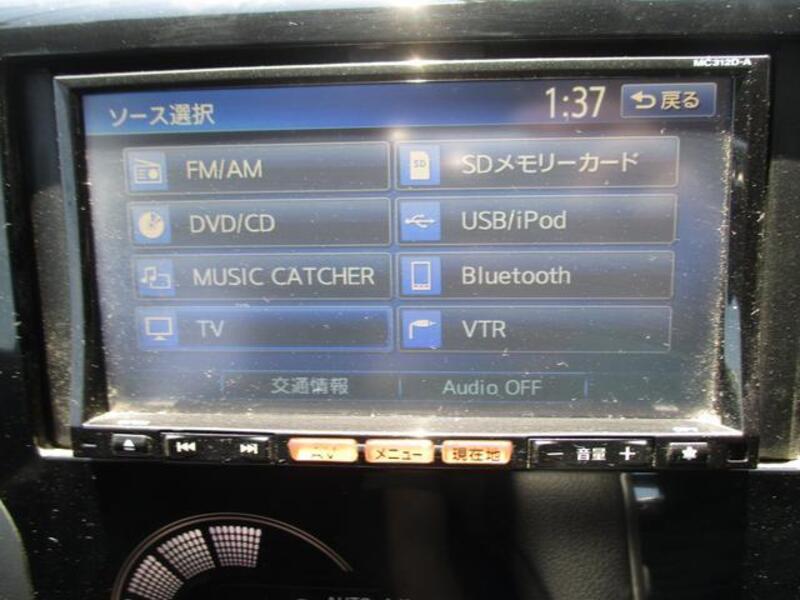 MC312D-A
ソース選択 1:37 戻る
FM/AM SD SDメモリーカード
DVD/CD USB/iPod
MUSIC CATCHER Bluetooth
TV VTR
交通情報 Audio OFF
AV メニュー 現在地 － 音量 ＋
AUTO